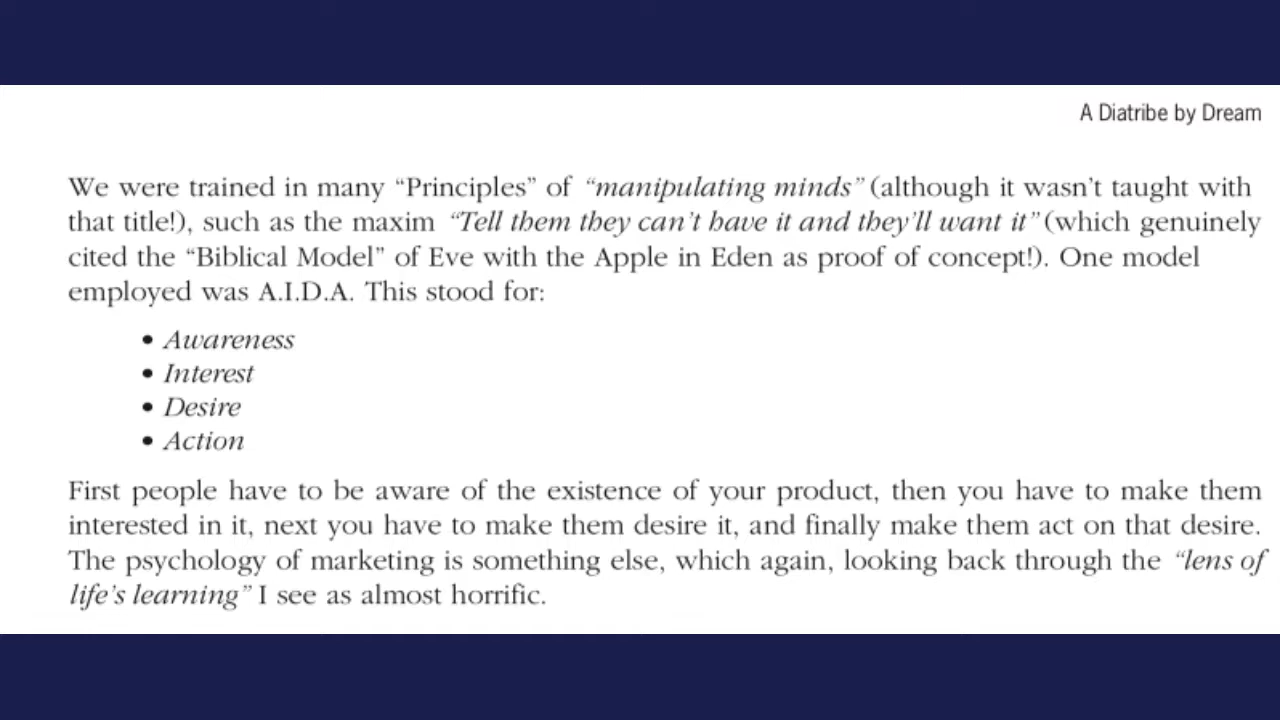 A Diatribe by Dream
We were trained in many “Principles” of “manipulating minds” (although it wasn’t taught with
that title!), such as the maxim “Tell them they can’t have it and they’ll want it” (which genuinely
cited the “Biblical Model” of Eve with the Apple in Eden as proof of concept!). One model
employed was A.I.D.A. This stood for:
• Awareness
• Interest
• Desire
• Action
First people have to be aware of the existence of your product, then you have to make them
interested in it, next you have to make them desire it, and finally make them act on that desire.
The psychology of marketing is something else, which again, looking back through the “lens of
life’s learning” I see as almost horrific.